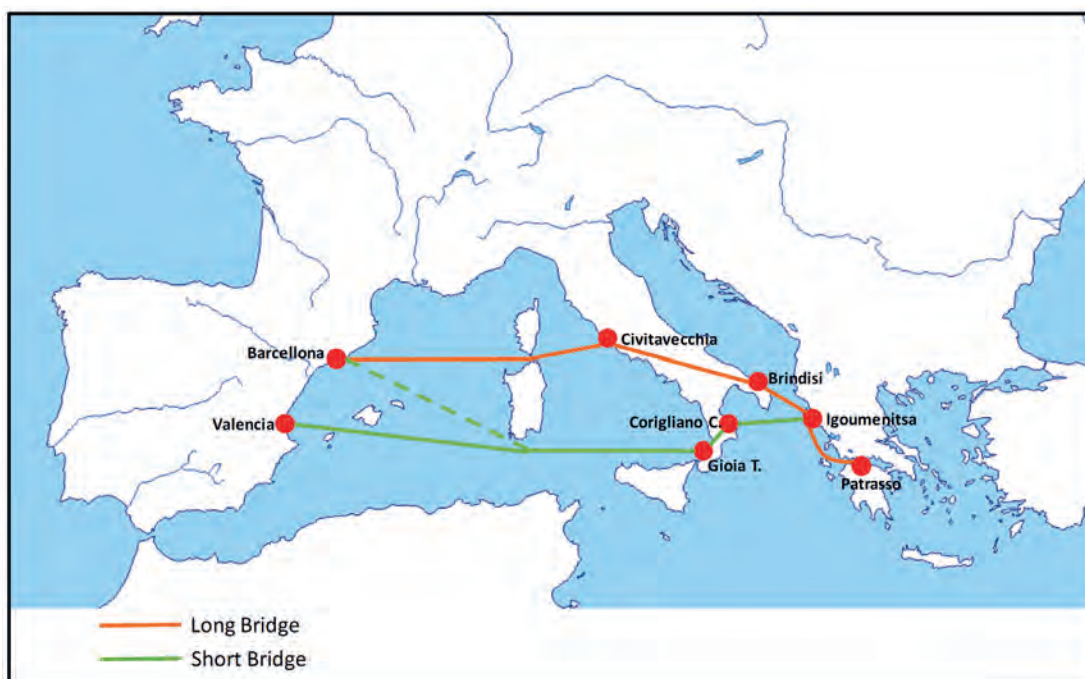 Civitavecchia
Barcellona
Brindisi
Valencia
Corigliano C.
Igoumenitsa
Gioia T.
Patrasso
Long Bridge
Short Bridge